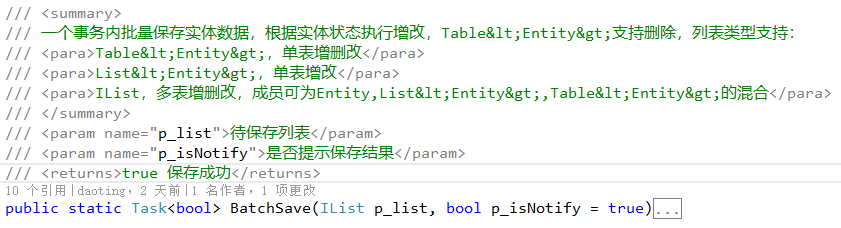 /// <summary>
/// 一个事务内批量保存实体数据，根据实体状态执行增改，Table&lt;Entity&gt;支持删除，列表类型支持：
/// <para>Table&lt;Entity&gt;，单表增删改</para>
/// <para>List&lt;Entity&gt;，单表增改</para>
/// <para>IList，多表增删改，成员可为Entity,List&lt;Entity&gt;,Table&lt;Entity&gt;的混合</para>
/// </summary>
/// <param name="p_list">待保存列表</param>
/// <param name="p_isNotify">是否提示保存结果</param>
/// <returns>true 保存成功</returns>
10 个引用|daoting，2 天前|1 名作者，1 项更改
public static Task<bool> BatchSave(IList p_list, bool p_isNotify = true)...